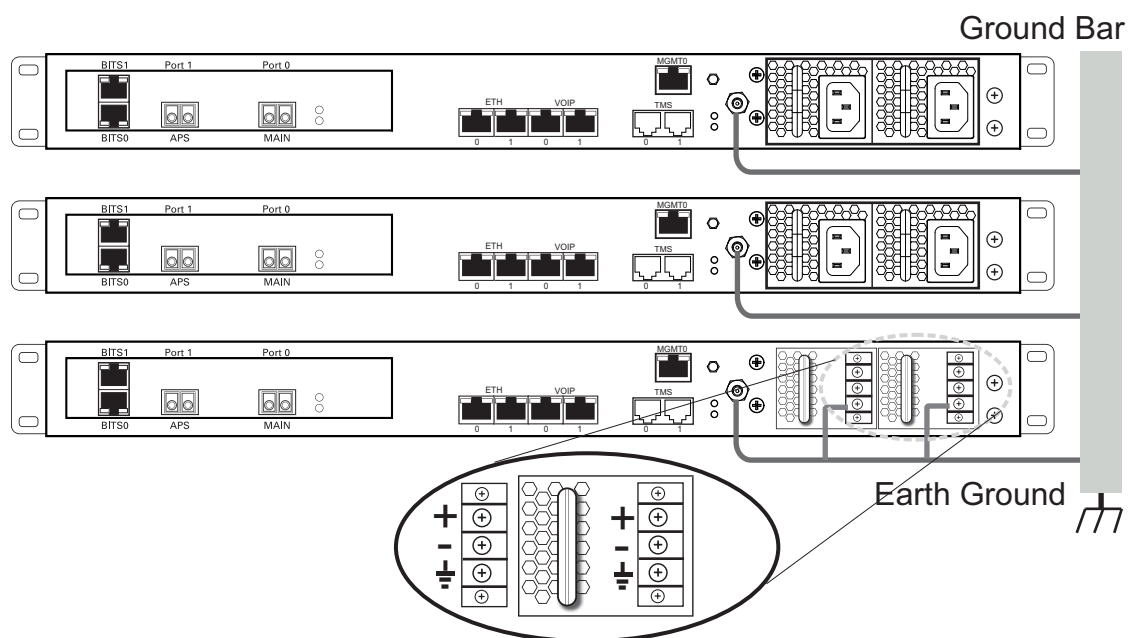 Ground Bar
BITS1 Port 1 Port 0 MGMT0
ETH VOIP TMS
BITS0 APS MAIN 0 1 0 1 0 1
BITS1 Port 1 Port 0 MGMT0
ETH VOIP TMS
BITS0 APS MAIN 0 1 0 1 0 1
BITS1 Port 1 Port 0 MGMT0
ETH VOIP TMS
BITS0 APS MAIN 0 1 0 1 0 1
Earth Ground
+ +
- -